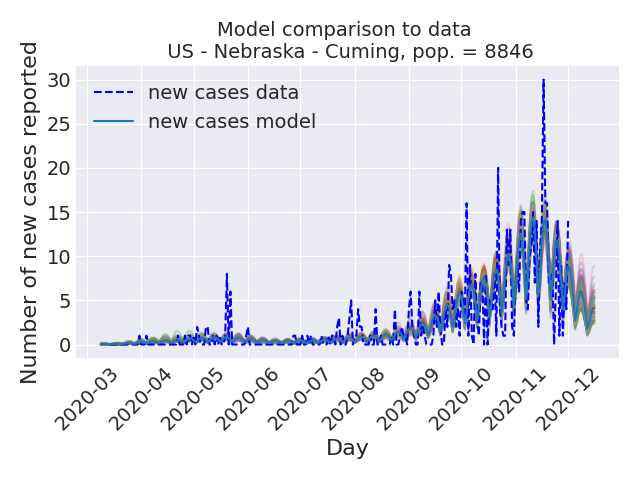 Model comparison to data
US - Nebraska - Cuming, pop. = 8846
Number of new cases reported
30
25
20
15
10
5
0
new cases data
new cases model
2020-03
2020-04
2020-05
2020-06
2020-07
2020-08
2020-09
2020-10
2020-11
2020-12
Day